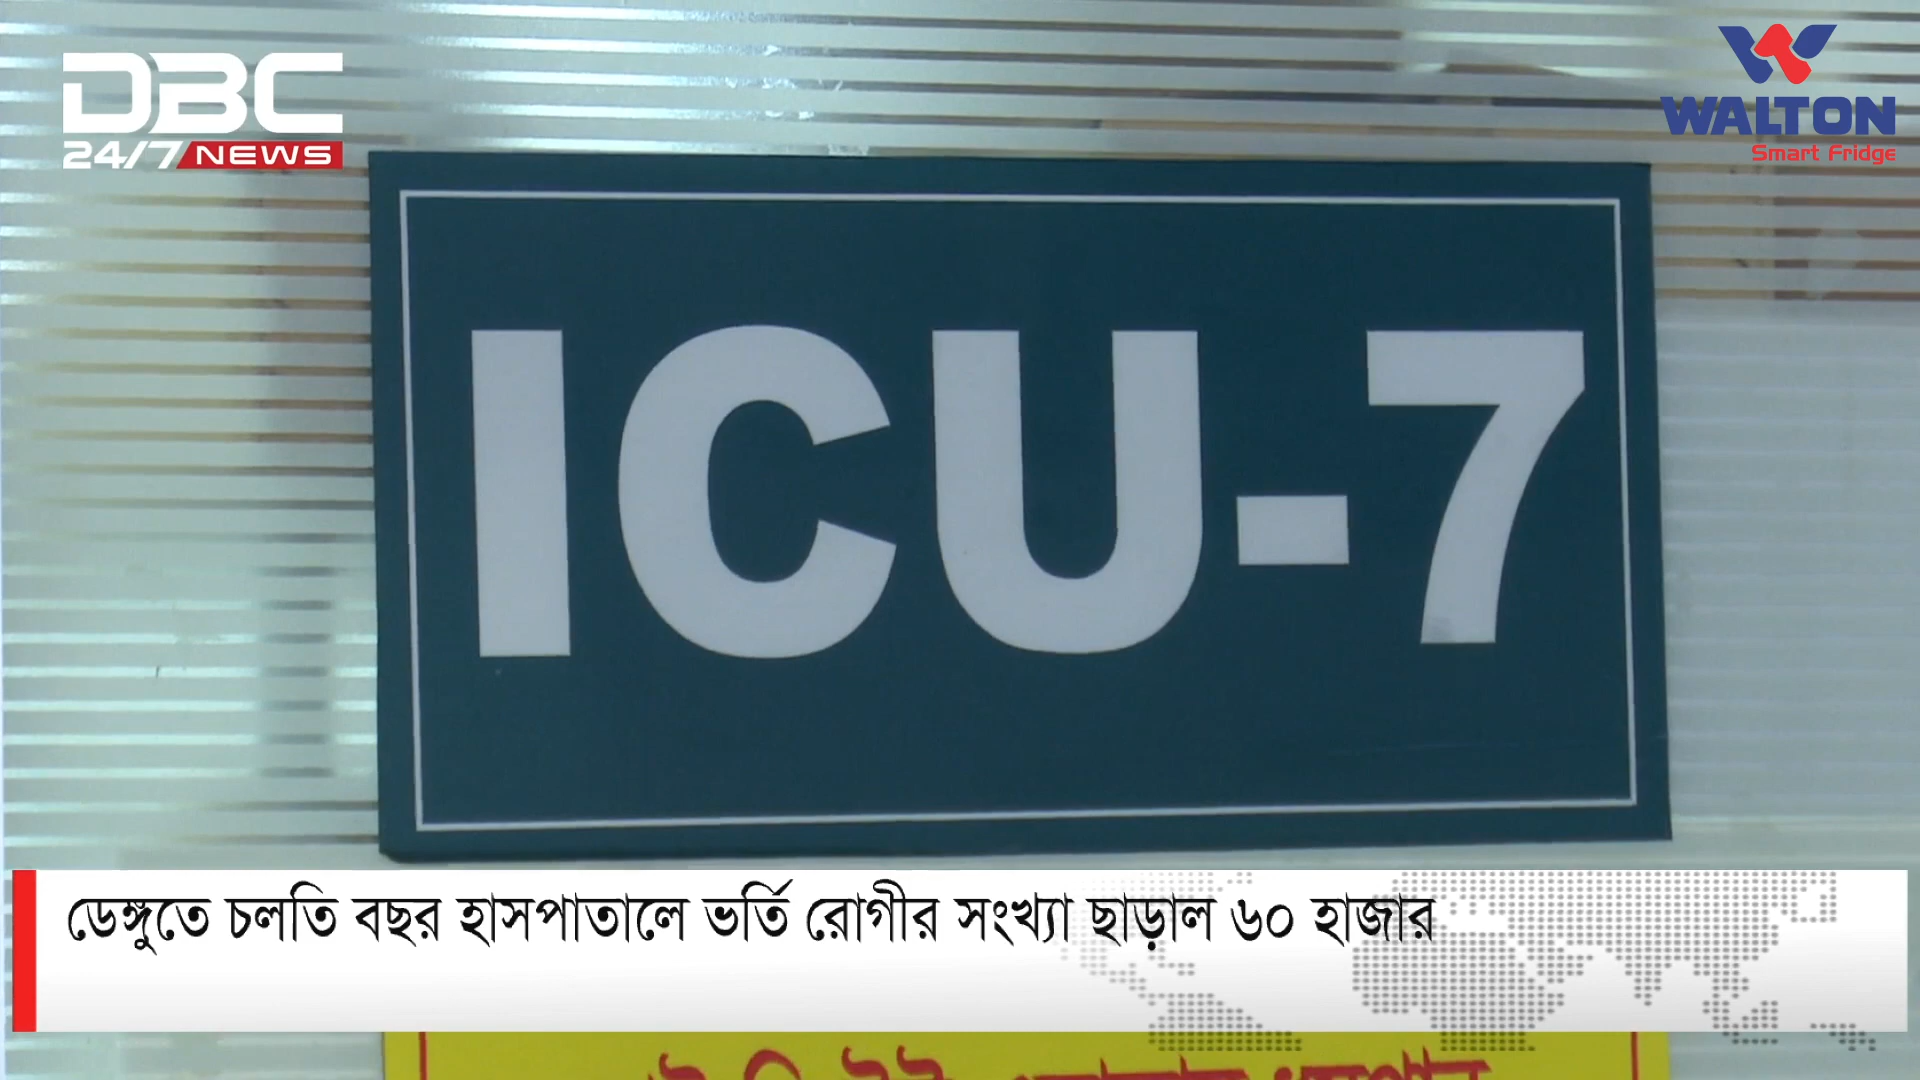 DBC
24/7 NEWS
WALTON
Smart Fridge
ICU-7
ডেঙ্গুতে চলতি বছর হাসপাতালে ভর্তি রোগীর সংখ্যা ছাড়াল ৬০ হাজার